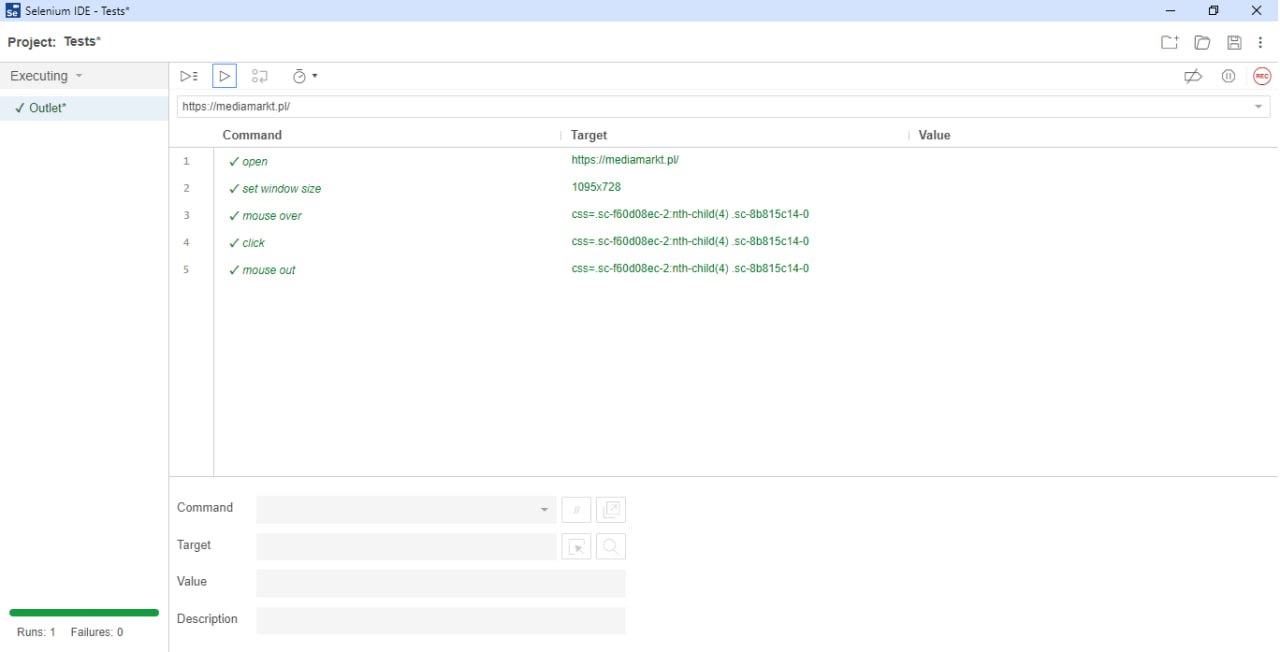 Se Selenium IDE - Tests*
Project: Tests*
Executing
REC
✓ Outlet*
https://mediamarkt.pl/
Command Target Value
1 ✓ open https://mediamarkt.pl/
2 ✓ set window size 1095x728
3 ✓ mouse over css=.sc-f60d08ec-2:nth-child(4) .sc-8b815c14-0
4 ✓ click css=.sc-f60d08ec-2:nth-child(4) .sc-8b815c14-0
5 ✓ mouse out css=.sc-f60d08ec-2:nth-child(4) .sc-8b815c14-0
Command //
Target
Value
Description
Runs: 1 Failures: 0